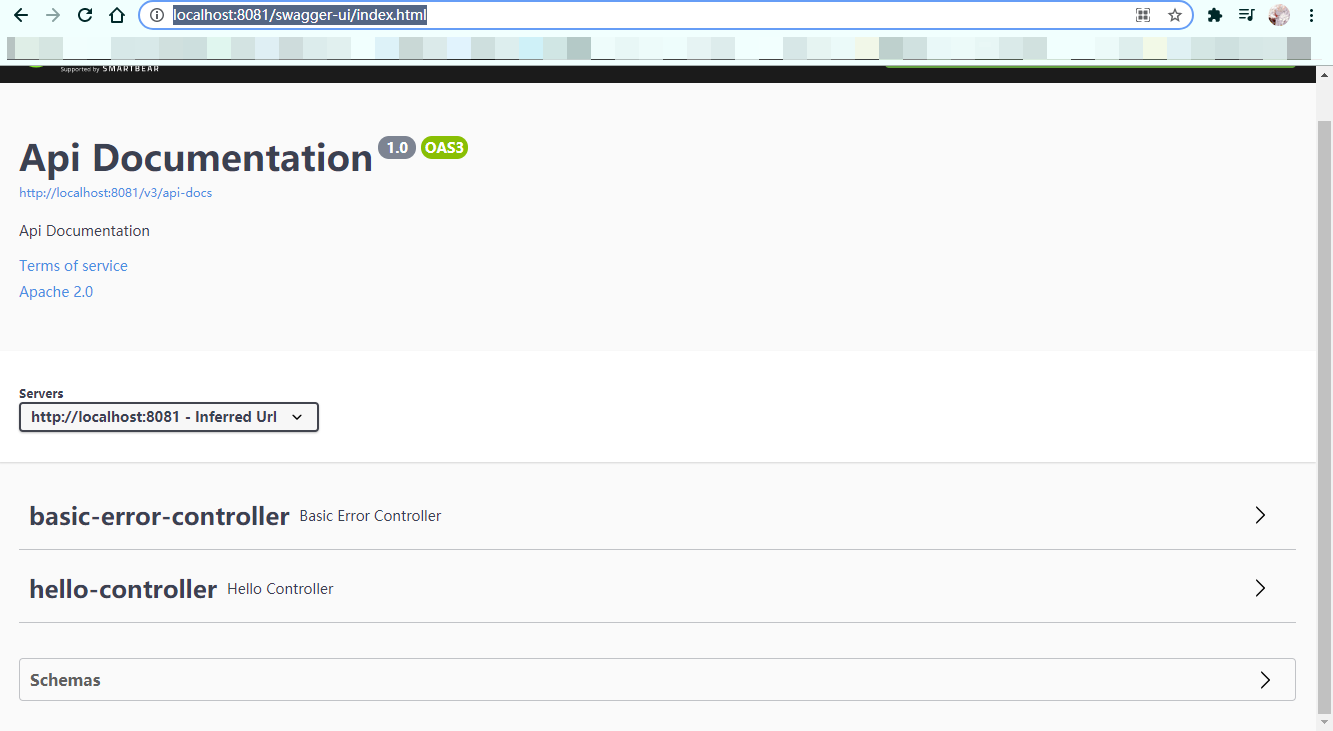 localhost:8081/swagger-ui/index.html
Supported by SMARTBEAR
Api Documentation 1.0 OAS3
http://localhost:8081/v3/api-docs
Api Documentation
Terms of service
Apache 2.0
Servers
http://localhost:8081 - Inferred Url
basic-error-controller Basic Error Controller
hello-controller Hello Controller
Schemas